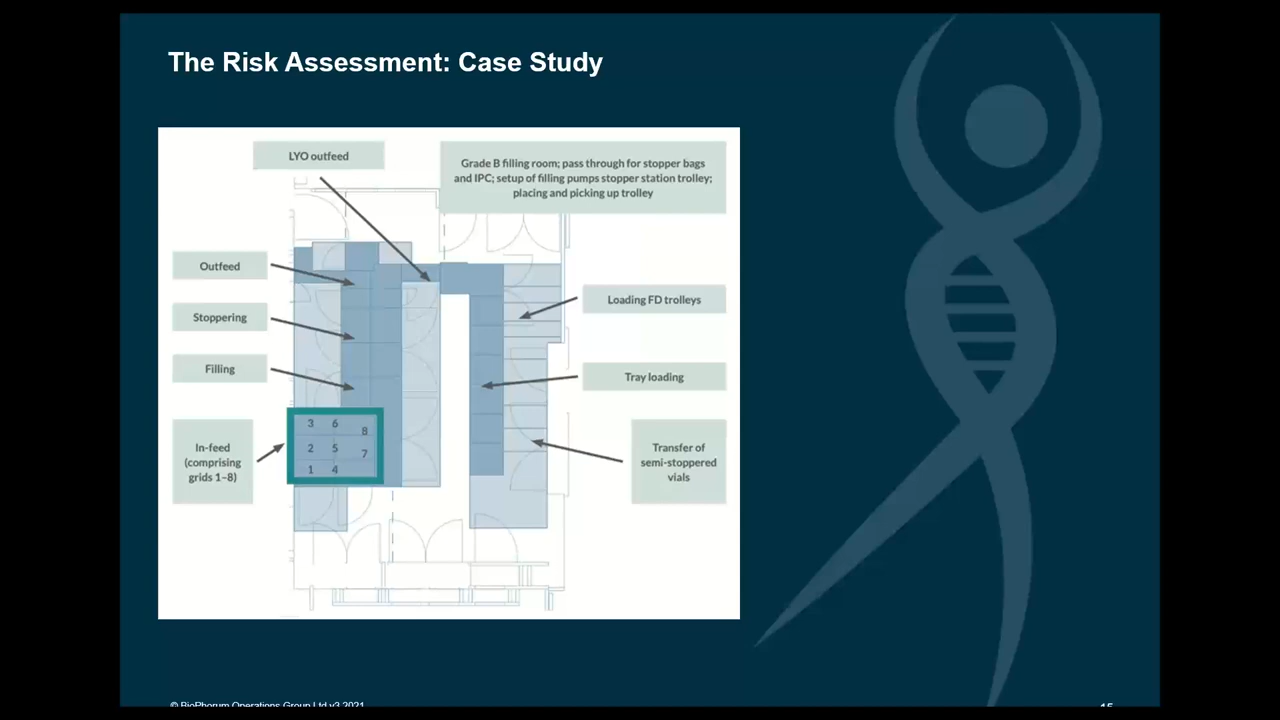 The Risk Assessment: Case Study
LYO outfeed
Grade B filling room; pass through for stopper bags
and IPC; setup of filling pumps stopper station trolley;
placing and picking up trolley
Outfeed
Stoppering
Filling
In-feed
(comprising
grids 1–8)
3 6
8
2 5
7
1 4
Loading FD trolleys
Tray loading
Transfer of
semi-stoppered
vials
© BioPhorum Operations Group Ltd v3 2021
15